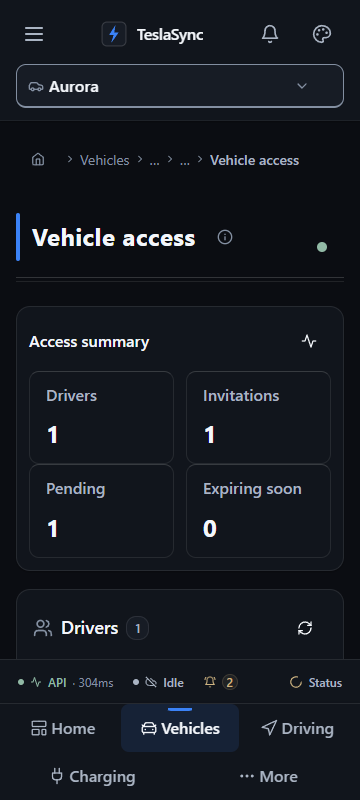 TeslaSync
Aurora
Vehicles ... ... Vehicle access
Vehicle access
Access summary
Drivers
1
Invitations
1
Pending
1
Expiring soon
0
Drivers 1
API · 304ms Idle 2 Status
Home Vehicles Driving
Charging More